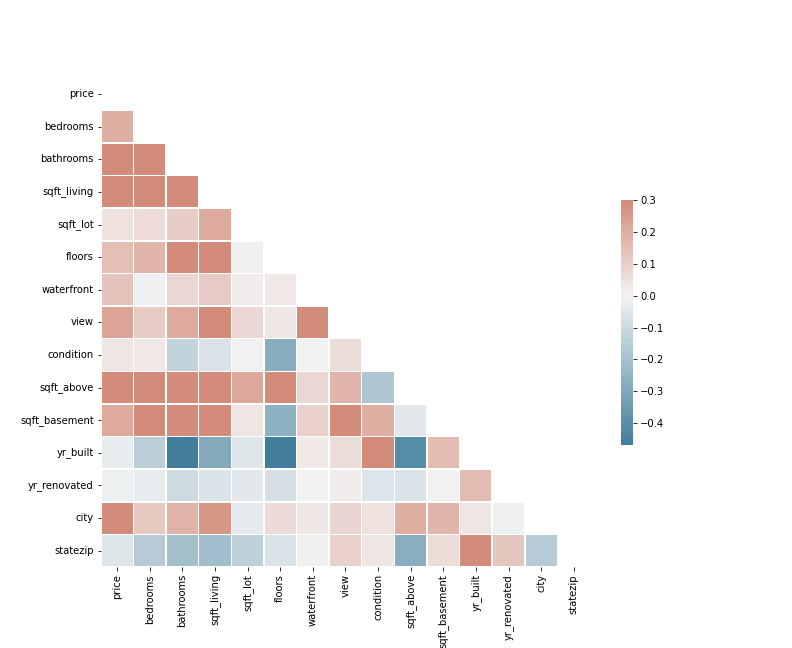 price
bedrooms
bathrooms
sqft_living
sqft_lot
floors
waterfront
view
condition
sqft_above
sqft_basement
yr_built
yr_renovated
city
statezip
price
bedrooms
bathrooms
sqft_living
sqft_lot
floors
waterfront
view
condition
sqft_above
sqft_basement
yr_built
yr_renovated
city
statezip
0.3
0.2
0.1
0.0
−0.1
−0.2
−0.3
−0.4